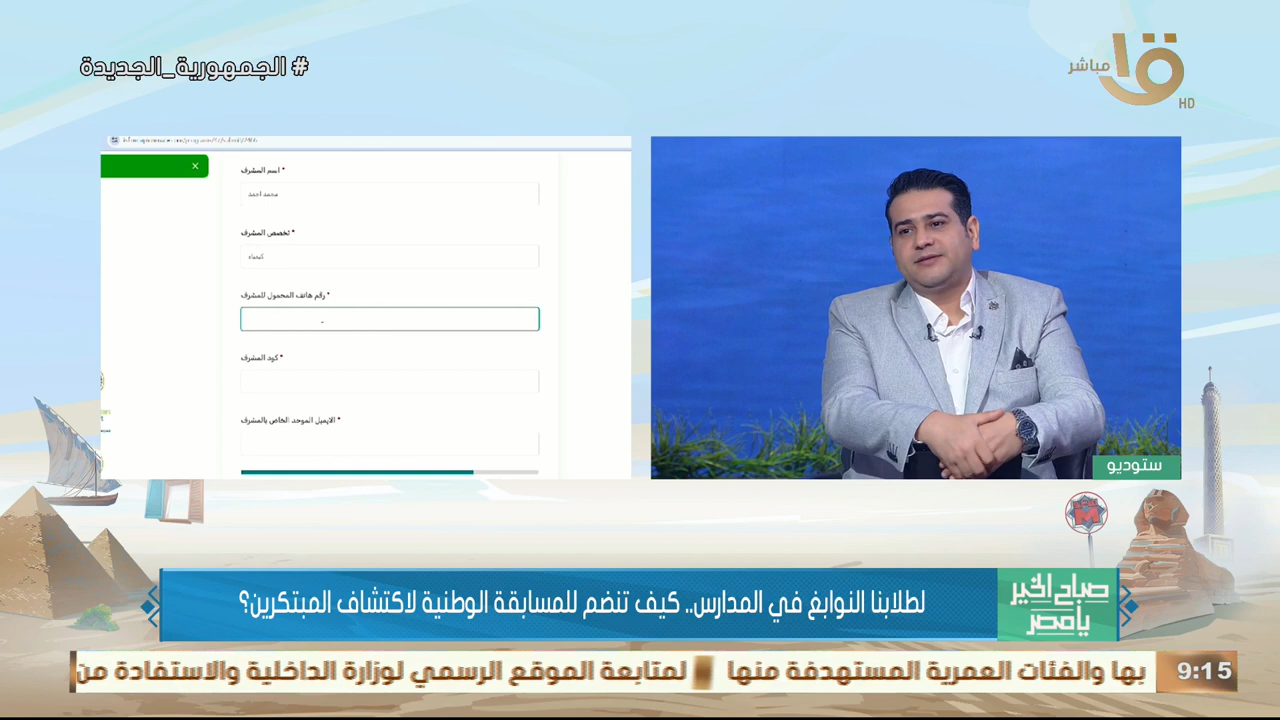 # الجمهورية_الجديدة
مباشر
HD
* اسم المشرف
محمد احمد
* تخصص المشرف
كيمياء
* رقم هاتف المحمول للمشرف
* كود المشرف
* الايميل الموحد الخاص بالمشرف
ستوديو
صباح الخير
يا مصر
لطلابنا النوابغ في المدارس.. كيف تنضم للمسابقة الوطنية لاكتشاف المبتكرين؟
9:15
بها والفئات العمرية المستهدفة منها
لمتابعة الموقع الرسمي لوزارة الداخلية والاستفادة من